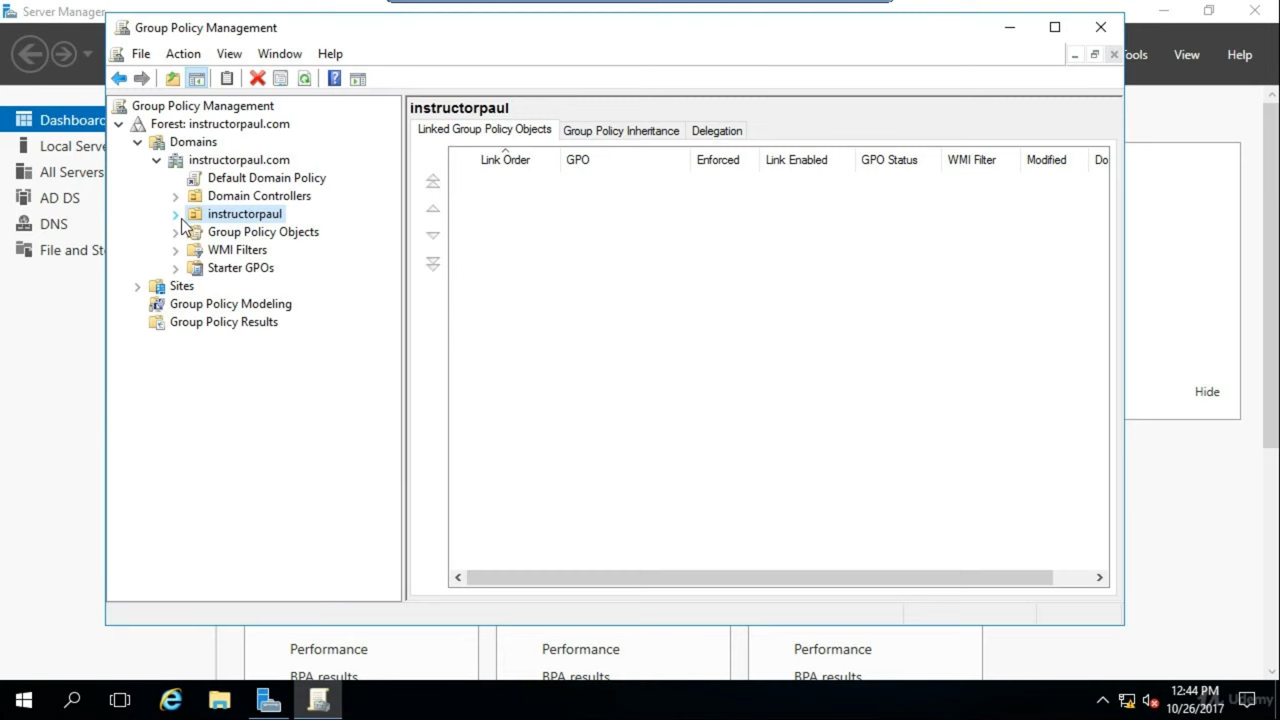 Server Manager
Group Policy Management
File Action View Window Help
Tools View Help
Group Policy Management
Forest: instructorpaul.com
Domains
instructorpaul.com
Default Domain Policy
Domain Controllers
instructorpaul
Group Policy Objects
WMI Filters
Starter GPOs
Sites
Group Policy Modeling
Group Policy Results
instructorpaul
Linked Group Policy Objects Group Policy Inheritance Delegation
Link Order GPO Enforced Link Enabled GPO Status WMI Filter Modified Do
Dashboard
Local Serve
All Servers
AD DS
DNS
File and Sto
Hide
Performance Performance Performance
BPA results BPA results BPA results
12:44 PM
10/26/2017
Udemy